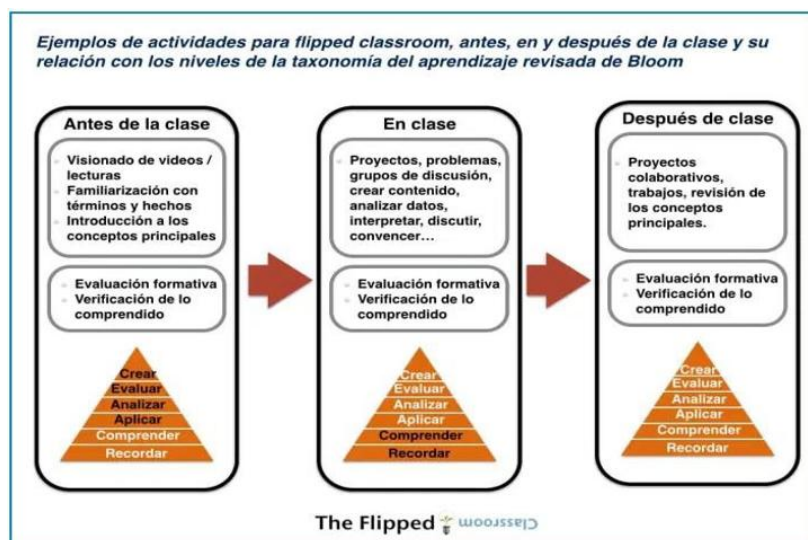 Ejemplos de actividades para flipped classroom, antes, en y después de la clase y su
relación con los niveles de la taxonomía del aprendizaje revisada de Bloom
Antes de la clase
Visionado de videos /
lecturas
Familiarización con
términos y hechos
Introducción a los
conceptos principales
Evaluación formativa
Verificación de lo
comprendido
Crear
Evaluar
Analizar
Aplicar
Comprender
Recordar
En clase
Proyectos, problemas,
grupos de discusión,
crear contenido,
analizar datos,
interpretar, discutir,
convencer...
Evaluación formativa
Verificación de lo
comprendido
Crear
Evaluar
Analizar
Aplicar
Comprender
Recordar
Después de clase
Proyectos
colaborativos,
trabajos, revisión de
los conceptos
principales.
Evaluación formativa
Verificación de lo
comprendido
Crear
Evaluar
Analizar
Aplicar
Comprender
Recordar
The Flipped Classroom